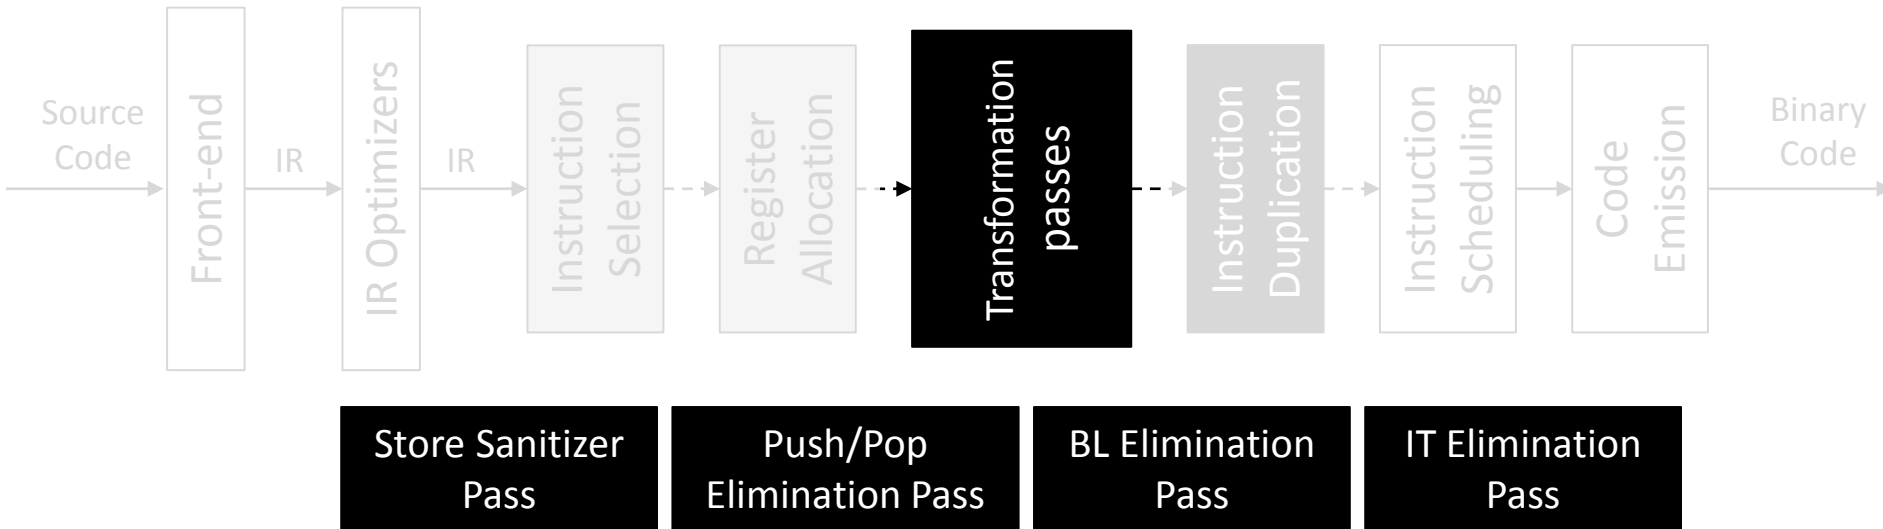 Source
Code
Front-end
IR
IR Optimizers
IR
Instruction
Selection
Register
Allocation
Transformation
passes
Instruction
Duplication
Instruction
Scheduling
Code
Emission
Binary
Code
Store Sanitizer
Pass
Push/Pop
Elimination Pass
BL Elimination
Pass
IT Elimination
Pass